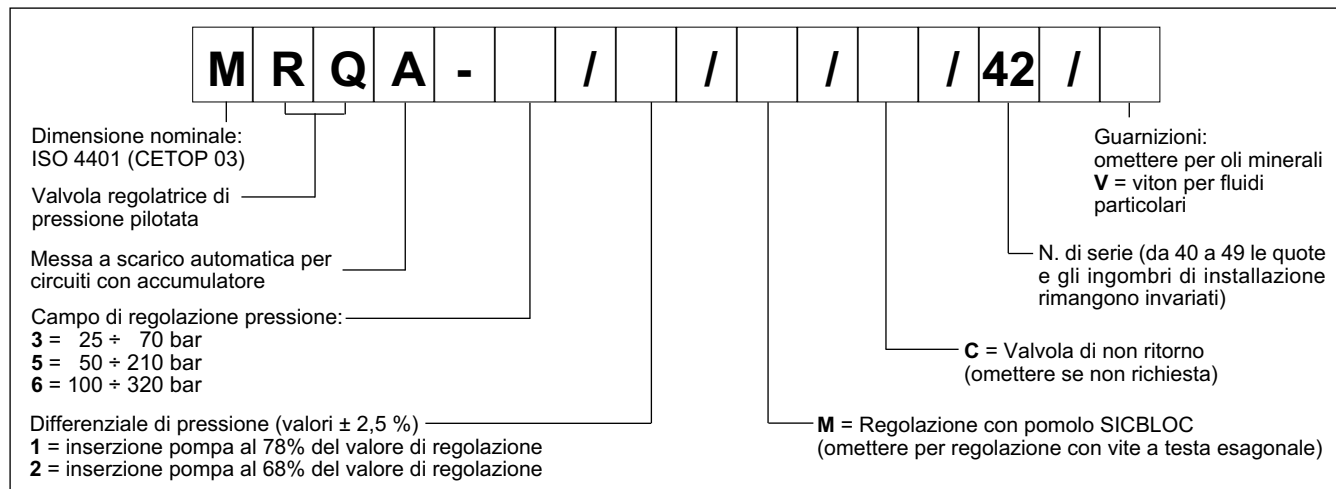 M R Q A - / / / / 42 /
Dimensione nominale:
ISO 4401 (CETOP 03)
Valvola regolatrice di
pressione pilotata
Messa a scarico automatica per
circuiti con accumulatore
Campo di regolazione pressione:
3 = 25 ÷ 70 bar
5 = 50 ÷ 210 bar
6 = 100 ÷ 320 bar
Differenziale di pressione (valori ± 2,5 %)
1 = inserzione pompa al 78% del valore di regolazione
2 = inserzione pompa al 68% del valore di regolazione
Guarnizioni:
omettere per oli minerali
V = viton per fluidi
particolari
N. di serie (da 40 a 49 le quote
e gli ingombri di installazione
rimangono invariati)
C = Valvola di non ritorno
(omettere se non richiesta)
M = Regolazione con pomolo SICBLOC
(omettere per regolazione con vite a testa esagonale)